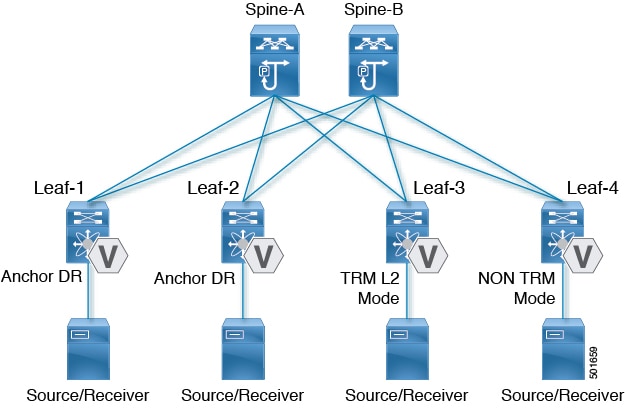 Spine-A
Spine-B
Leaf-1
Leaf-2
Leaf-3
Leaf-4
P
P
V
V
V
V
Anchor DR
Anchor DR
TRM L2
Mode
NON TRM
Mode
Source/Receiver
Source/Receiver
Source/Receiver
Source/Receiver
501659